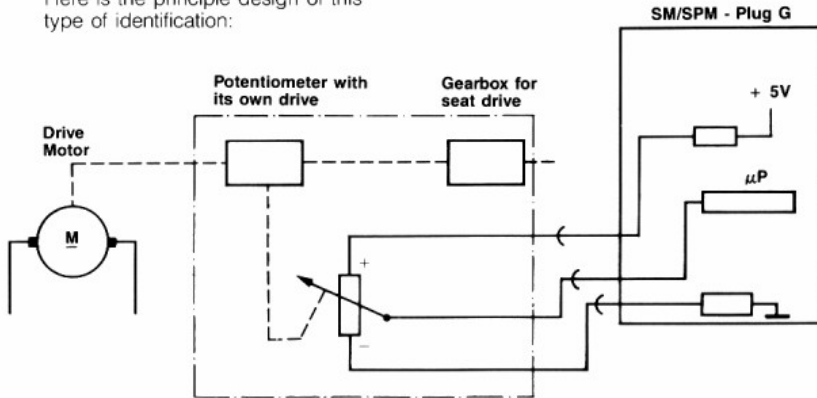 Here is the principle design of this
type of identification:
SM/SPM - Plug G
Potentiometer with
its own drive
Gearbox for
seat drive
+ 5V
Drive
Motor
µP
M
+
–